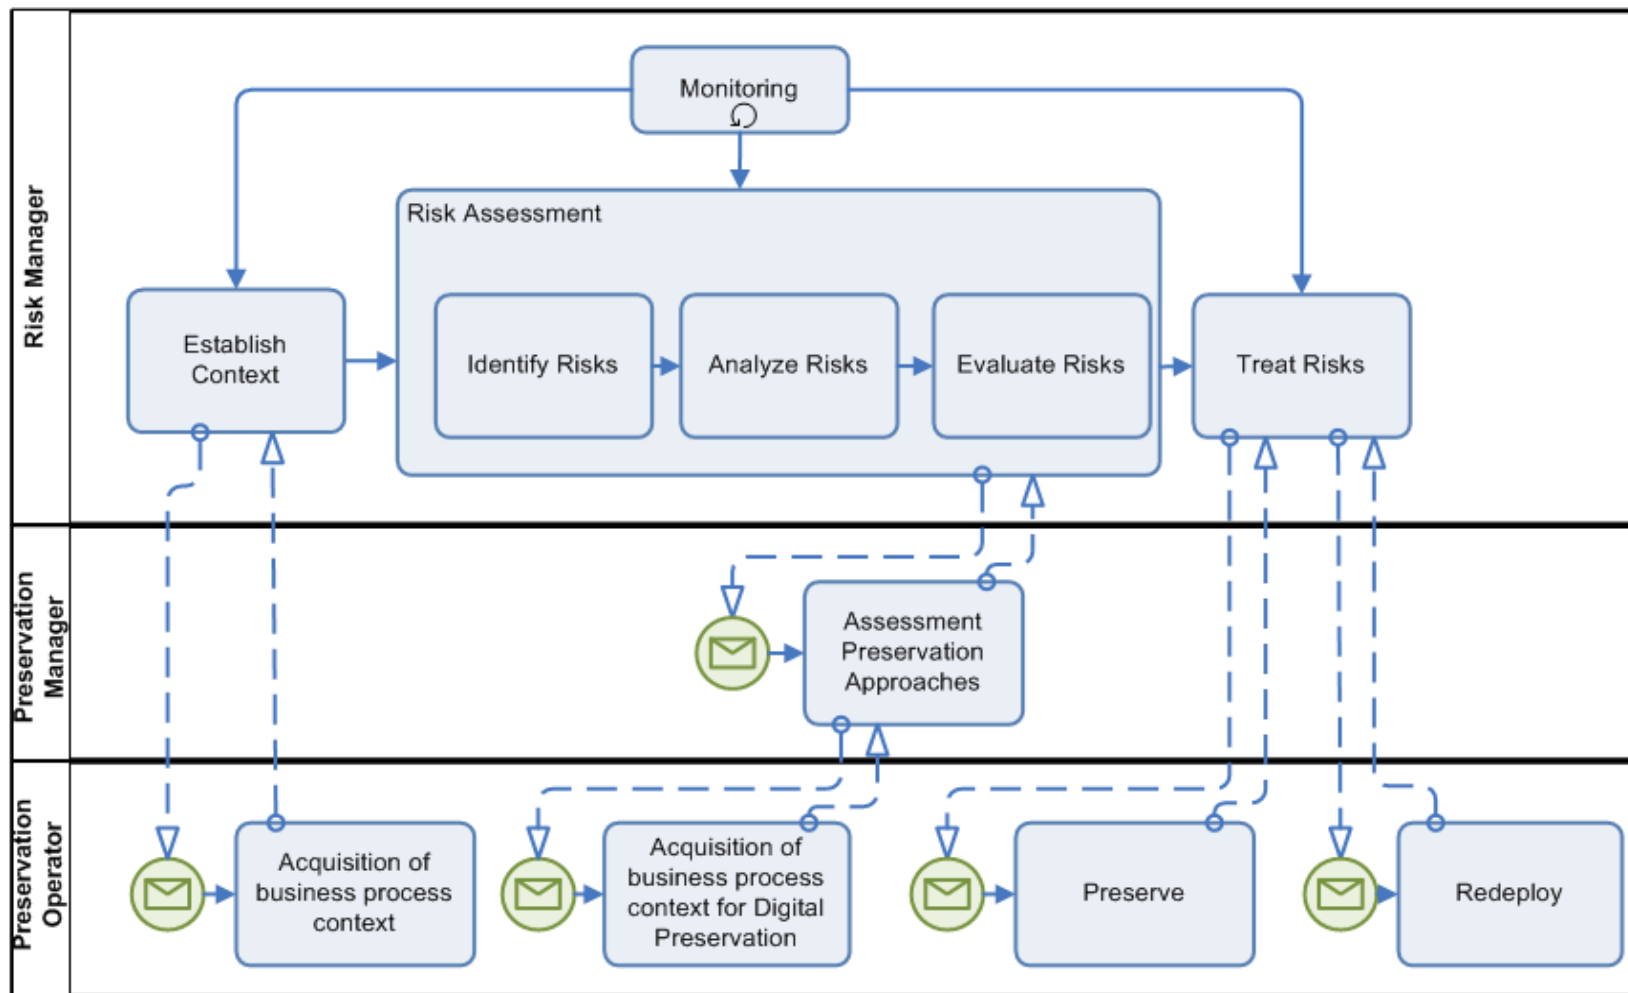 Risk Manager
Monitoring
Risk Assessment
Establish
Context
Identify Risks
Analyze Risks
Evaluate Risks
Treat Risks
Preservation
Manager
Assessment
Preservation
Approaches
Preservation
Operator
Acquisition of
business process
context
Acquisition of
business process
context for Digital
Preservation
Preserve
Redeploy